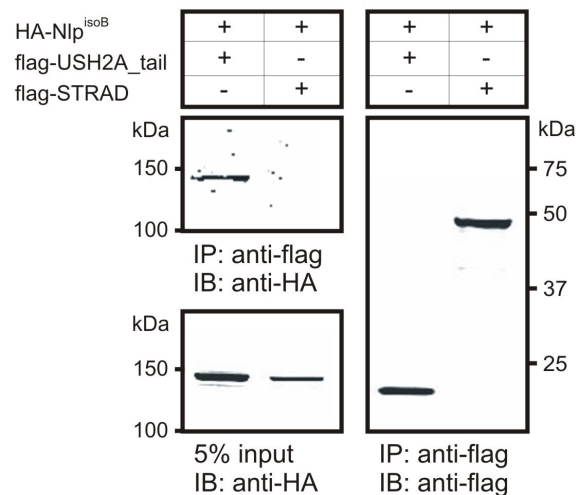 HA-Nlp^isoB + + + +
flag-USH2A_tail + - + -
flag-STRAD - + - +
kDa
150
100
IP: anti-flag
IB: anti-HA
kDa
150
100
5% input
IB: anti-HA
kDa
75
50
37
25
IP: anti-flag
IB: anti-flag